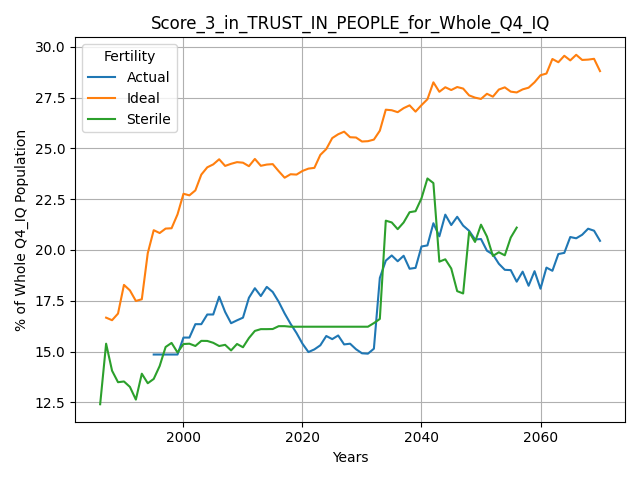 Score_3_in_TRUST_IN_PEOPLE_for_Whole_Q4_IQ
% of Whole Q4_IQ Population
30.0
27.5
25.0
22.5
20.0
17.5
15.0
12.5
Fertility
Actual
Ideal
Sterile
2000
2020
2040
2060
Years